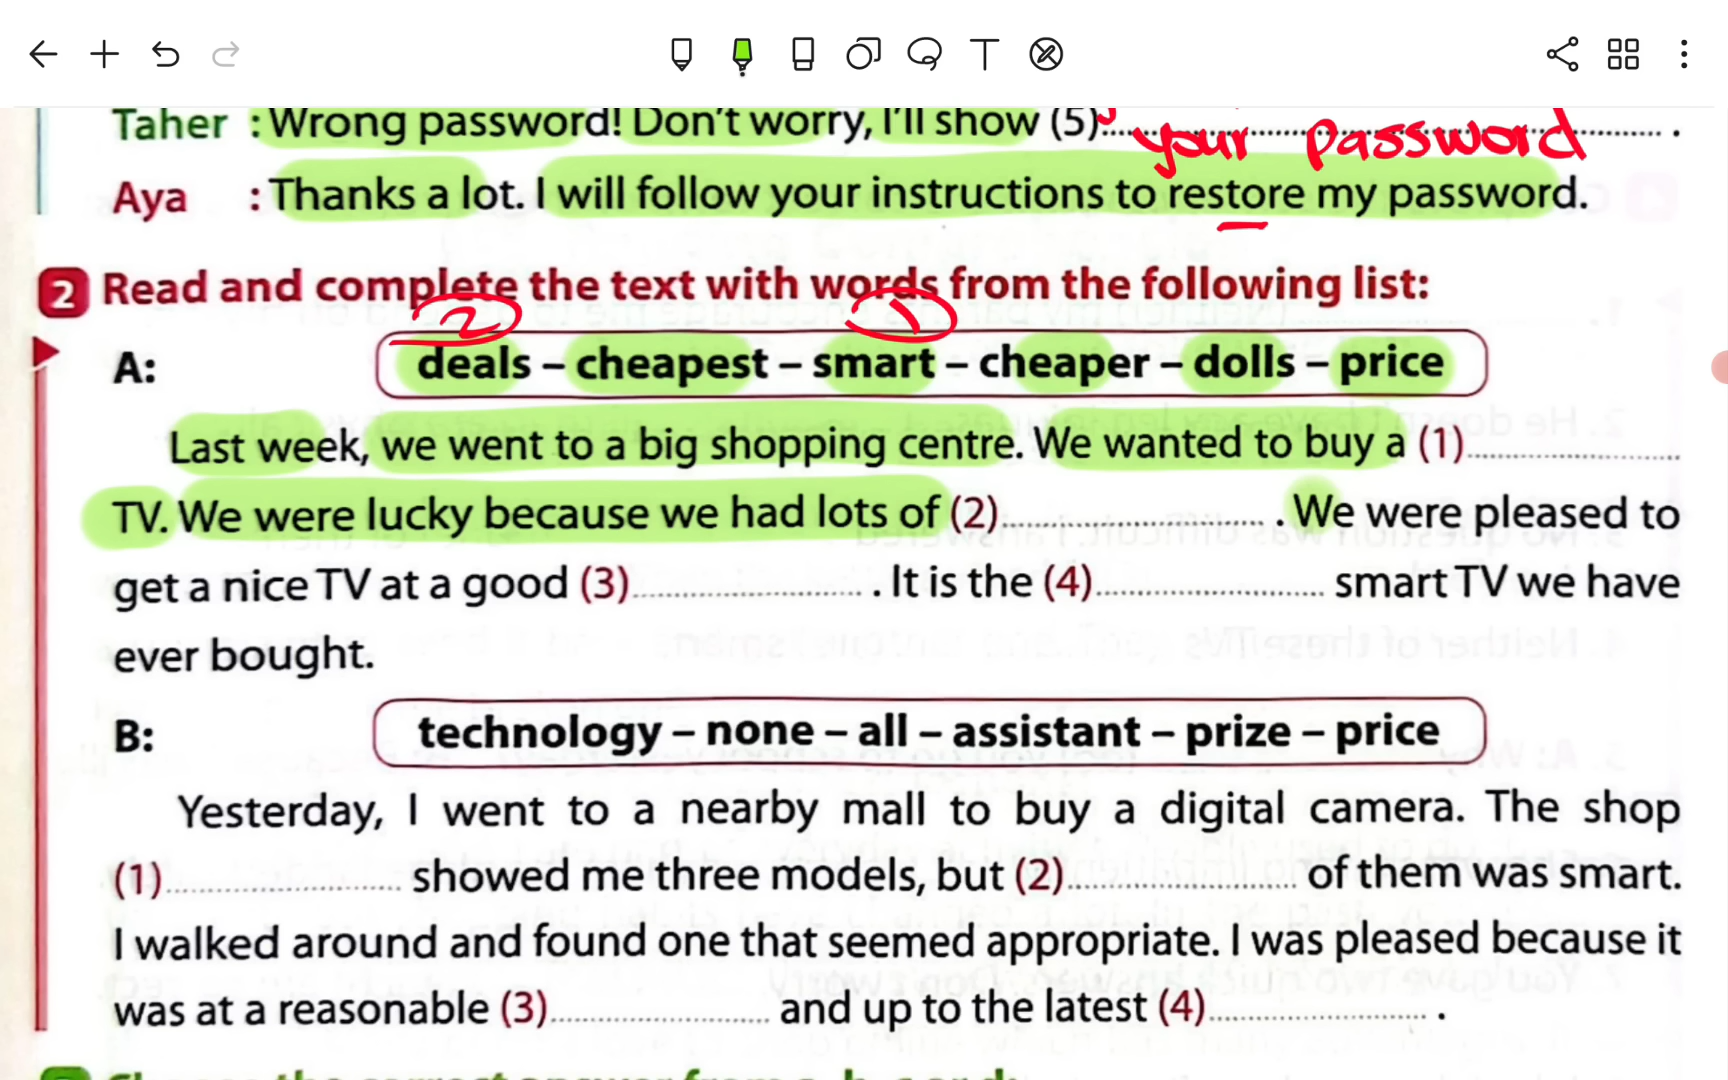 Taher : Wrong password! Don't worry, I'll show (5).................... .
your password
Aya : Thanks a lot. I will follow your instructions to restore my password.
2 Read and complete the text with words from the following list:
2 1
A: deals – cheapest – smart – cheaper – dolls – price
Last week, we went to a big shopping centre. We wanted to buy a (1)....................
TV. We were lucky because we had lots of (2).................... . We were pleased to
get a nice TV at a good (3).................... . It is the (4).................... smart TV we have
ever bought.
B: technology – none – all – assistant – prize – price
Yesterday, I went to a nearby mall to buy a digital camera. The shop
(1).................... showed me three models, but (2).................... of them was smart.
I walked around and found one that seemed appropriate. I was pleased because it
was at a reasonable (3).................... and up to the latest (4).................... .